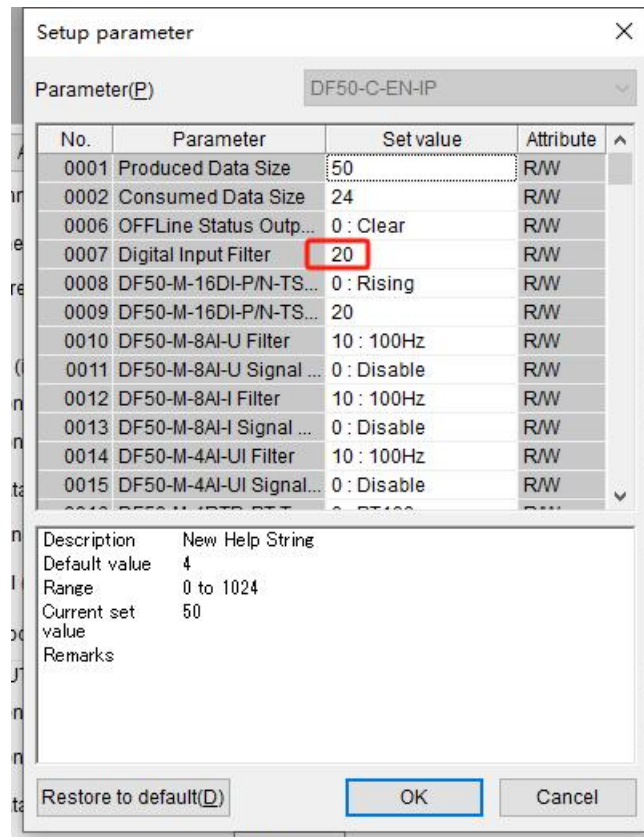 Setup parameter
Parameter(P) DF50-C-EN-IP
No. Parameter Set value Attribute
0001 Produced Data Size 50 R/W
0002 Consumed Data Size 24 R/W
0006 OFFLine Status Outp... 0 : Clear R/W
0007 Digital Input Filter 20 R/W
0008 DF50-M-16DI-P/N-TS... 0 : Rising R/W
0009 DF50-M-16DI-P/N-TS... 20 R/W
0010 DF50-M-8AI-U Filter 10 : 100Hz R/W
0011 DF50-M-8AI-U Signal ... 0 : Disable R/W
0012 DF50-M-8AI-I Filter 10 : 100Hz R/W
0013 DF50-M-8AI-I Signal ... 0 : Disable R/W
0014 DF50-M-4AI-UI Filter 10 : 100Hz R/W
0015 DF50-M-4AI-UI Signal... 0 : Disable R/W
Description New Help String
Default value 4
Range 0 to 1024
Current set value 50
Remarks
Restore to default(D) OK Cancel